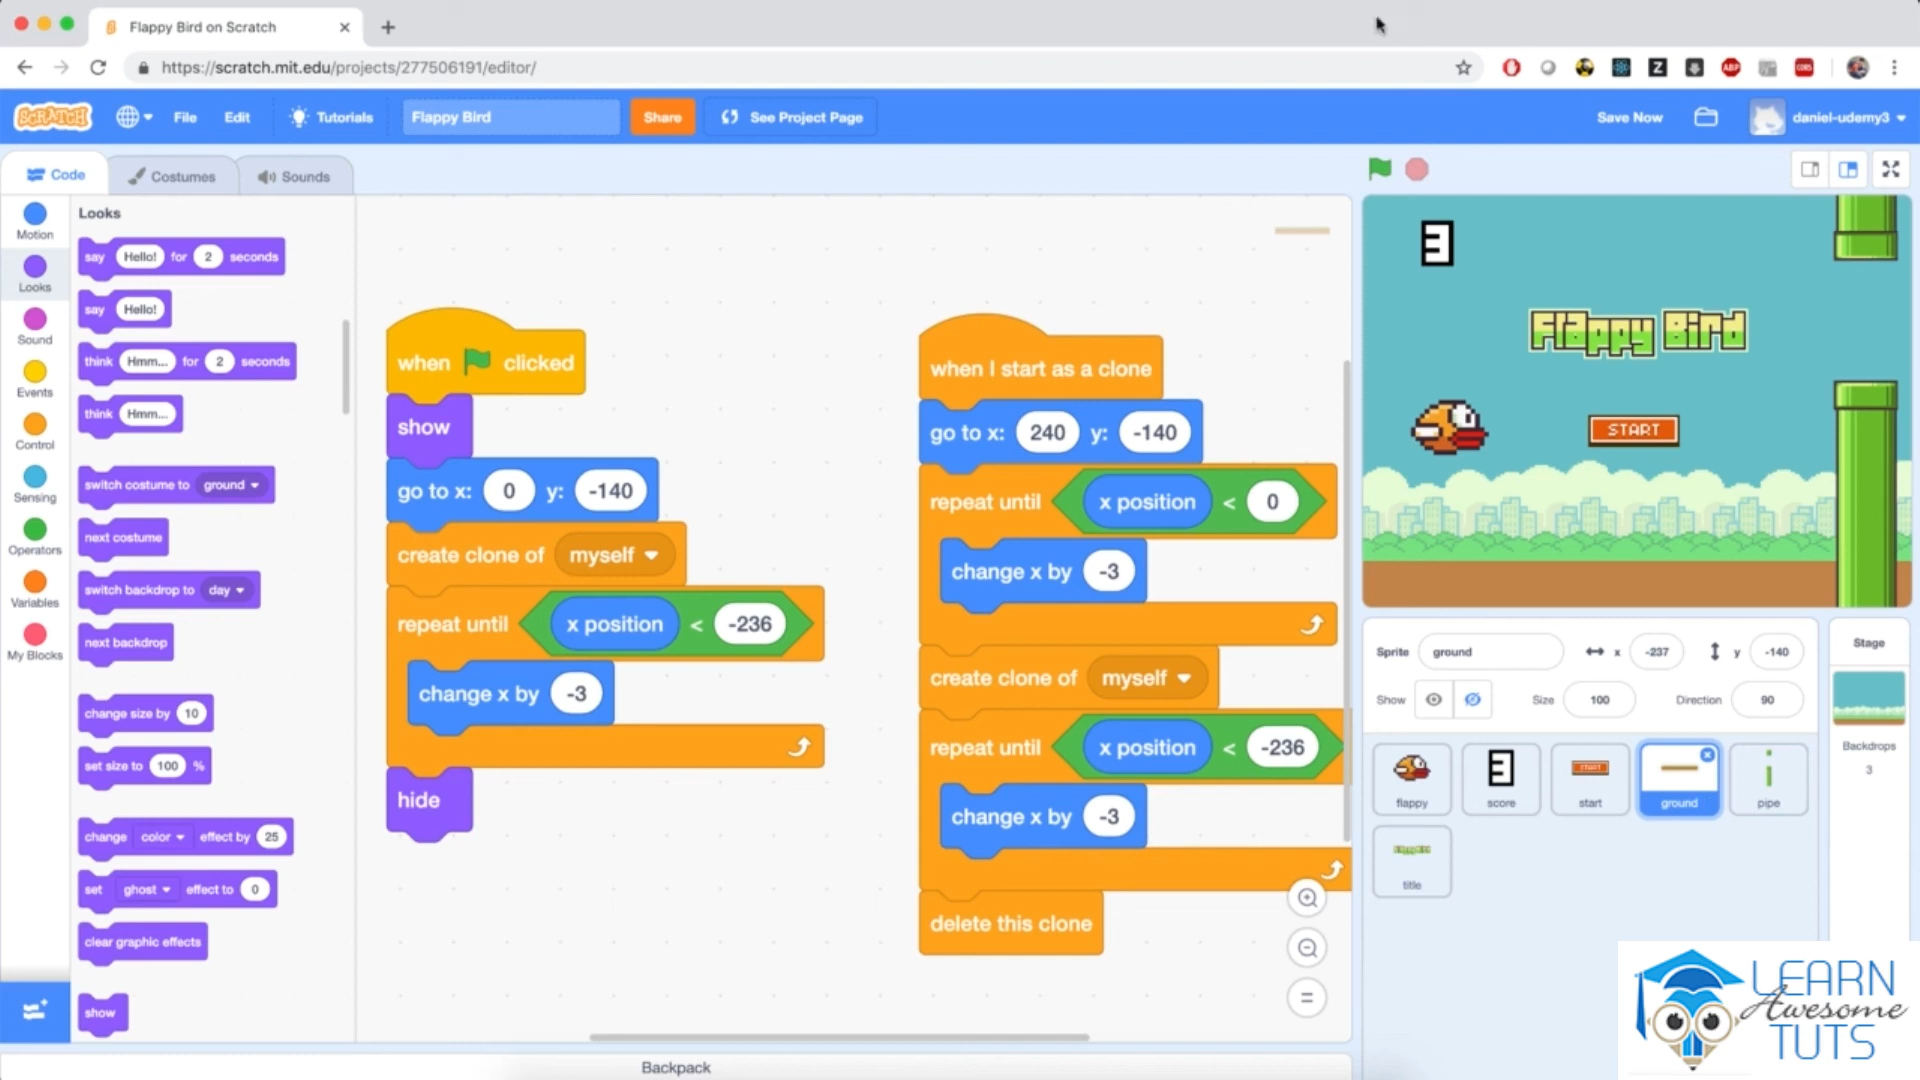 Flappy Bird on Scratch
https://scratch.mit.edu/projects/277506191/editor/
ABP
CORS
SCRATCH
File
Edit
Tutorials
Flappy Bird
Share
See Project Page
Save Now
daniel-udemy3
Code
Costumes
Sounds
Motion
Looks
Sound
Events
Control
Sensing
Operators
Variables
My Blocks
Looks
say Hello! for 2 seconds
say Hello!
think Hmm... for 2 seconds
think Hmm...
switch costume to ground
next costume
switch backdrop to day
next backdrop
change size by 10
set size to 100 %
change color effect by 25
set ghost effect to 0
clear graphic effects
show
when clicked
show
go to x: 0 y: -140
create clone of myself
repeat until x position < -236
change x by -3
hide
when I start as a clone
go to x: 240 y: -140
repeat until x position < 0
change x by -3
create clone of myself
repeat until x position < -236
change x by -3
delete this clone
Backpack
3
Flappy Bird
START
Sprite ground x -237 y -140
Show Size 100 Direction 90
flappy
3
score
START
start
ground
pipe
Flappy Bird
title
Stage
Backdrops
3
LEARN
Awesome
TUTS